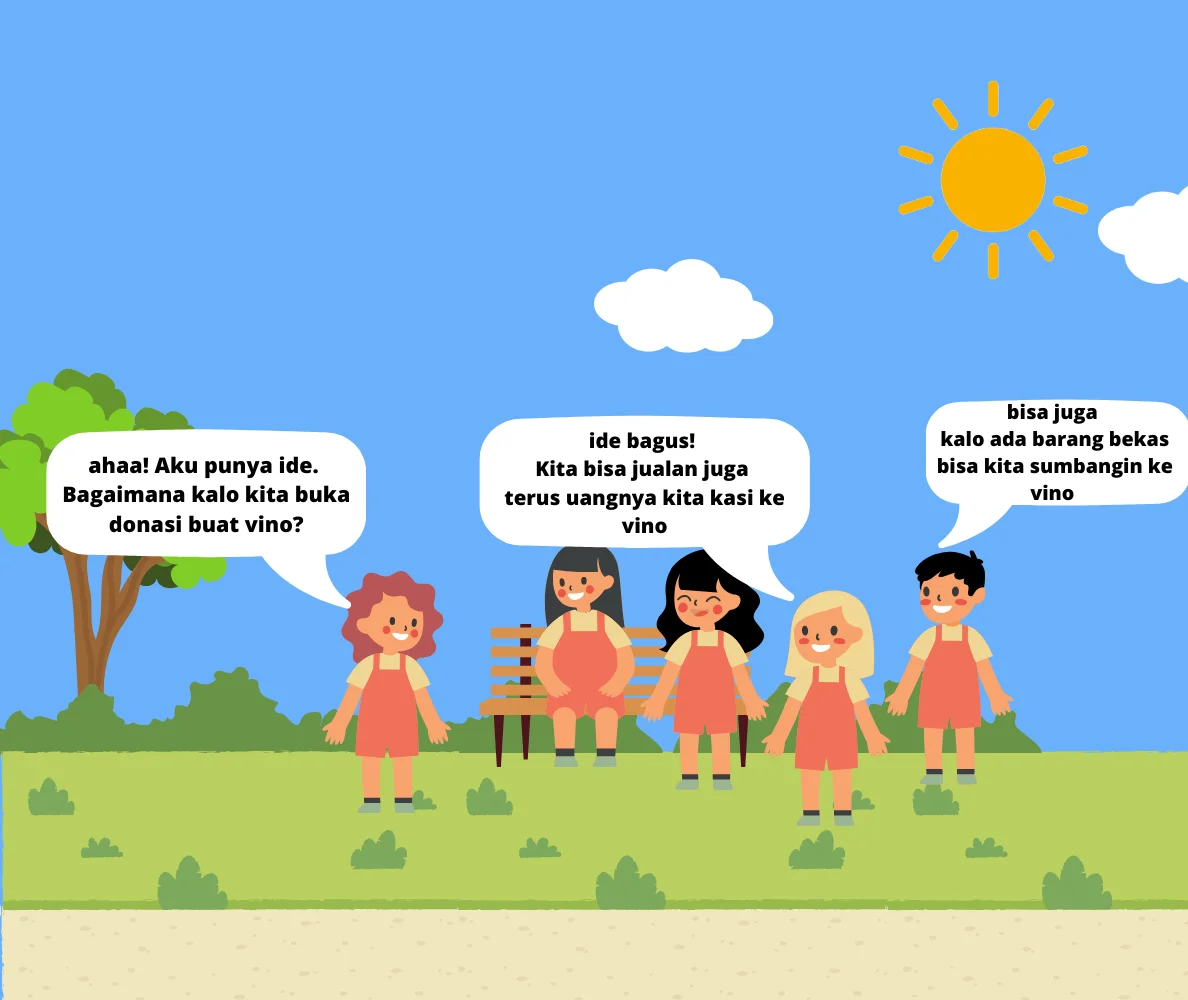 ahaa! Aku punya ide.
Bagaimana kalo kita buka
donasi buat vino?
ide bagus!
Kita bisa jualan juga
terus uangnya kita kasi ke
vino
bisa juga
kalo ada barang bekas
bisa kita sumbangin ke
vino